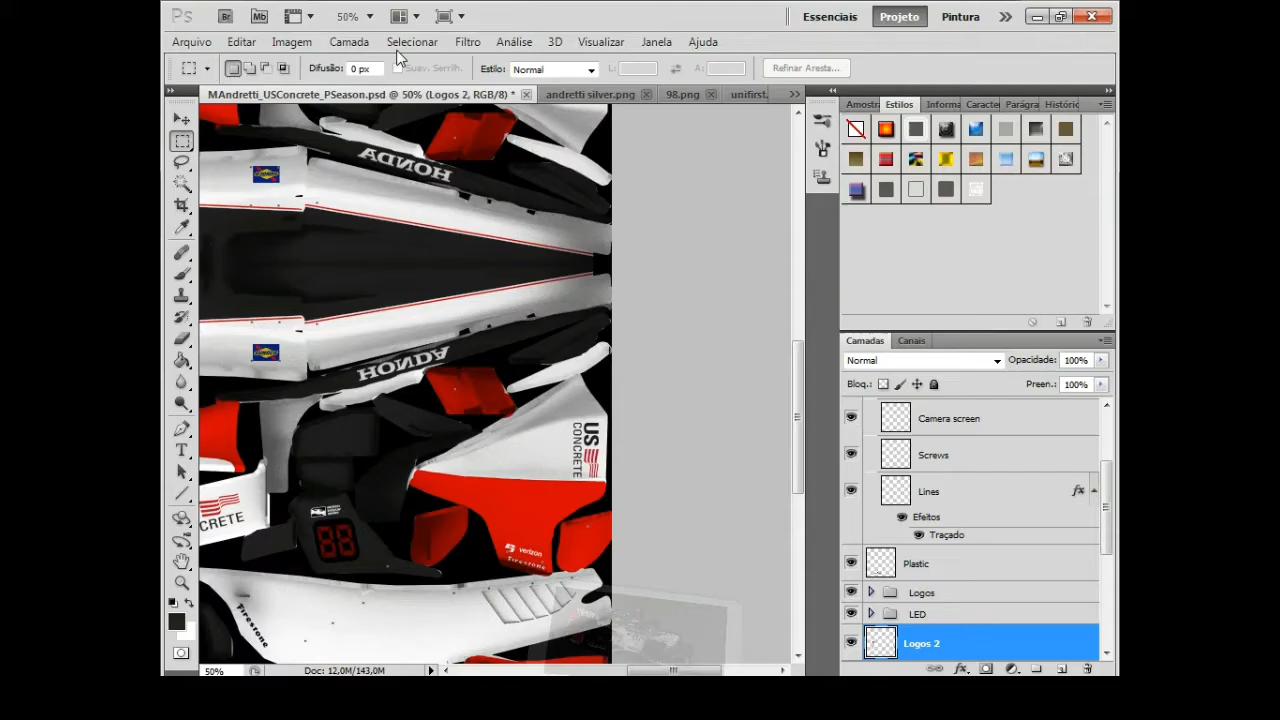 Ps Br Mb 50% Essenciais Projeto Pintura
Arquivo Editar Imagem Camada Selecionar Filtro Análise 3D Visualizar Janela Ajuda
Difusão: 0 px Suav. Serrilh. Estilo: Normal L: A: Refinar Aresta...
MAndretti_USConcrete_PSeason.psd @ 50% (Logos 2, RGB/8) * andretti silver.png 98.png unifirst.
Amostra Estilos Informa Caracte Parágra Históric
HONDA
HONDA
US
CONCRETE
CRETE
88
verizon
Firestone
Firestone
Camadas Canais
Normal Opacidade: 100%
Bloq.: Preen.: 100%
Camera screen
Screws
Lines fx
Efeitos
Traçado
Plastic
Logos
LED
Logos 2
50% Doc: 12,0M/143,0M